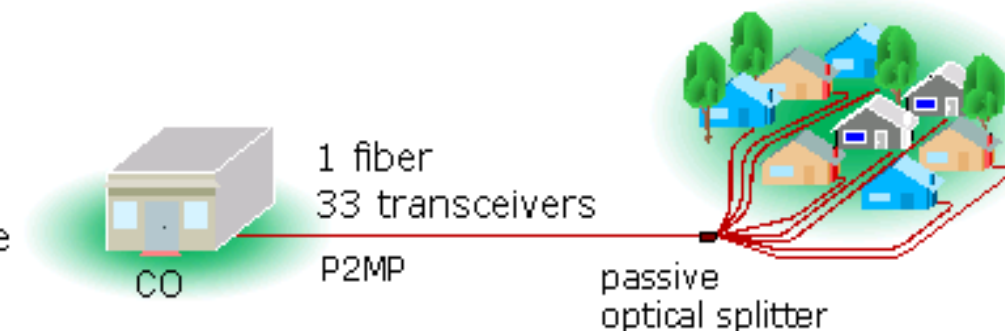 1 fiber
33 transceivers
P2MP
CO
passive
optical splitter